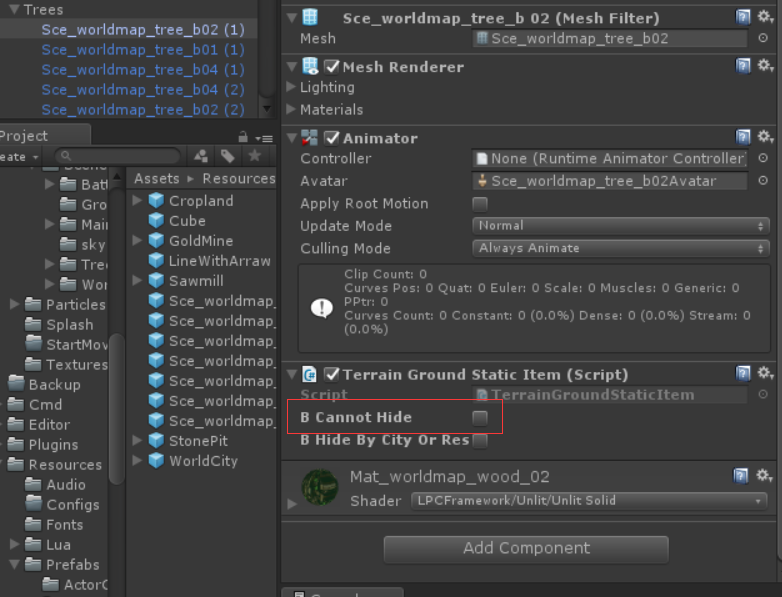 Trees
Sce_worldmap_tree_b02 (1)
Sce_worldmap_tree_b01 (1)
Sce_worldmap_tree_b04 (1)
Sce_worldmap_tree_b04 (2)
Sce_worldmap_tree_b02 (2)
Project
eate
Batt
Gro
Mai
sky
Tre
Wor
Particles
Splash
StartMov
Textures
Backup
Cmd
Editor
Plugins
Resources
Audio
Configs
Fonts
Lua
Prefabs
ActorC
Assets ▸ Resources
Cropland
Cube
GoldMine
LineWithArraw
Sawmill
Sce_worldmap_
Sce_worldmap_
Sce_worldmap_
Sce_worldmap_
Sce_worldmap_
Sce_worldmap_
Sce_worldmap_
StonePit
WorldCity
Sce_worldmap_tree_b 02 (Mesh Filter)
Mesh Sce_worldmap_tree_b02
Mesh Renderer
Lighting
Materials
Animator
Controller None (Runtime Animator Controller)
Avatar Sce_worldmap_tree_b02Avatar
Apply Root Motion
Update Mode Normal
Culling Mode Always Animate
Clip Count: 0
Curves Pos: 0 Quat: 0 Euler: 0 Scale: 0 Muscles: 0 Generic: 0
PPtr: 0
Curves Count: 0 Constant: 0 (0.0%) Dense: 0 (0.0%) Stream: 0
(0.0%)
Terrain Ground Static Item (Script)
Script TerrainGroundStaticItem
B Cannot Hide
B Hide By City Or Res
Mat_worldmap_wood_02
Shader LPCFramework/Unlit/Unlit Solid
Add Component